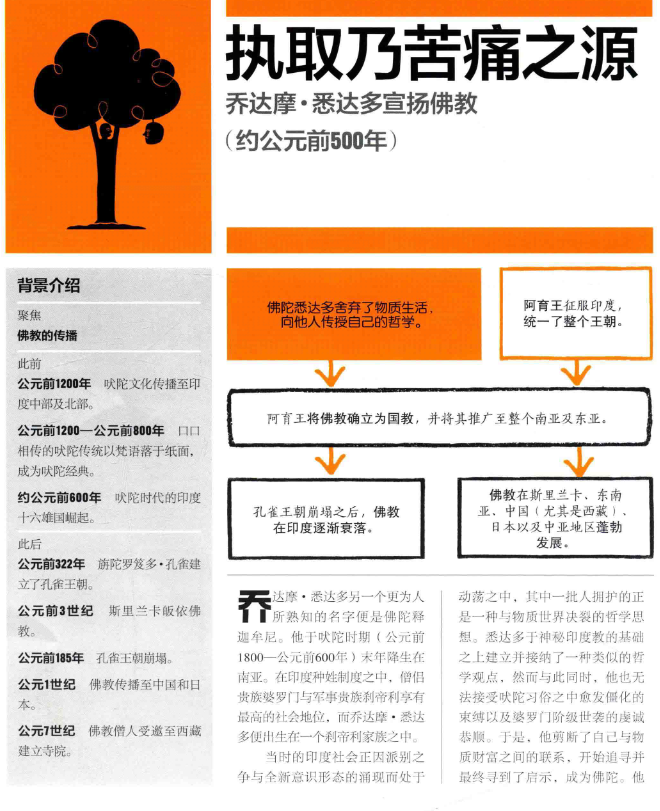 执取乃苦痛之源
乔达摩·悉达多宣扬佛教
（约公元前500年）
背景介绍
聚焦
佛教的传播
此前
公元前1200年 吠陀文化传播至印
度中部及北部。
公元前1200—公元前800年 口口
相传的吠陀传统以梵语落于纸面，
成为吠陀经典。
约公元前600年 吠陀时代的印度
十六雄国崛起。
此后
公元前322年 旃陀罗笈多·孔雀建
立了孔雀王朝。
公元前3世纪 斯里兰卡皈依佛
教。
公元前185年 孔雀王朝崩塌。
公元1世纪 佛教传播至中国和日
本。
公元7世纪 佛教僧人受邀至西藏
建立寺院。
佛陀悉达多舍弃了物质生活，
向他人传授自己的哲学。
阿育王征服印度，
统一了整个王朝。
阿育王将佛教确立为国教，并将其推广至整个南亚及东亚。
孔雀王朝崩塌之后，佛教
在印度逐渐衰落。
佛教在斯里兰卡、东南
亚、中国（尤其是西藏）、
日本以及中亚地区蓬勃
发展。
乔达摩·悉达多另一个更为人
所熟知的名字便是佛陀释
迦牟尼。他于吠陀时期（公元前
1800—公元前600年）末年降生在
南亚。在印度种姓制度之中，僧侣
贵族婆罗门与军事贵族刹帝利享有
最高的社会地位，而乔达摩·悉达
多便出生在一个刹帝利家族之中。
当时的印度社会正因派别之
争与全新意识形态的涌现而处于
动荡之中，其中一批人拥护的正
是一种与物质世界决裂的哲学思
想。悉达多于神秘印度教的基础
之上建立并接纳了一种类似的哲
学观点，然而与此同时，他也无
法接受吠陀习俗之中愈发僵化的
束缚以及婆罗门阶级世袭的虔诚
恭顺。于是，他剪断了自己与物
质财富之间的联系，开始追寻并
最终寻到了启示，成为佛陀。他